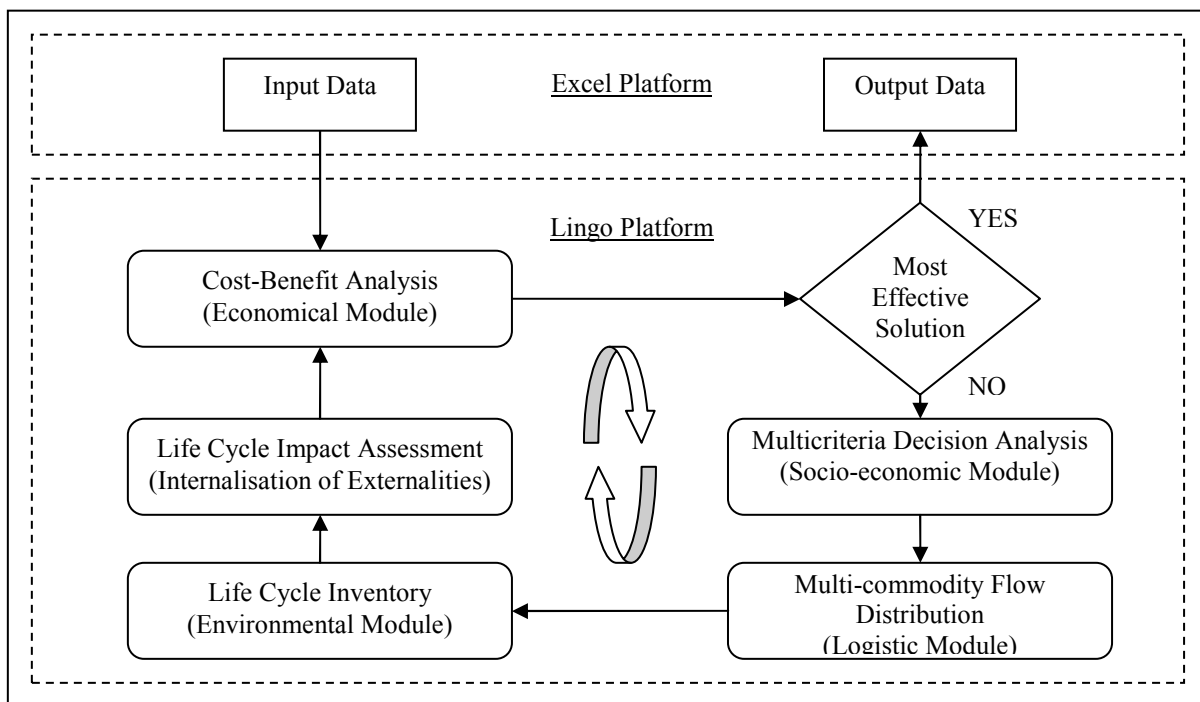 Input Data
Excel Platform
Output Data
Lingo Platform
YES
Cost-Benefit Analysis
(Economical Module)
Most
Effective
Solution
NO
Life Cycle Impact Assessment
(Internalisation of Externalities)
Multicriteria Decision Analysis
(Socio-economic Module)
Life Cycle Inventory
(Environmental Module)
Multi-commodity Flow
Distribution
(Logistic Module)